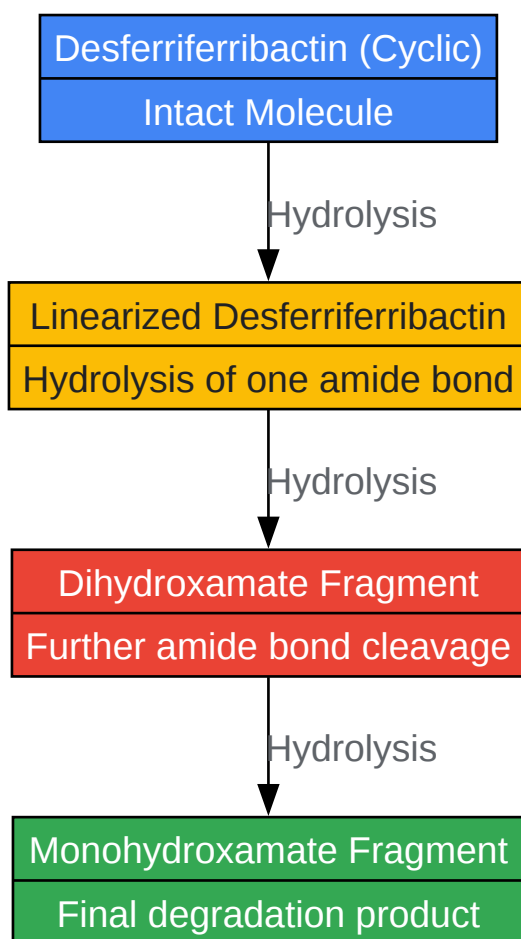 Desferriferribactin (Cyclic)
Intact Molecule
Hydrolysis
Linearized Desferriferribactin
Hydrolysis of one amide bond
Hydrolysis
Dihydroxamate Fragment
Further amide bond cleavage
Hydrolysis
Monohydroxamate Fragment
Final degradation product